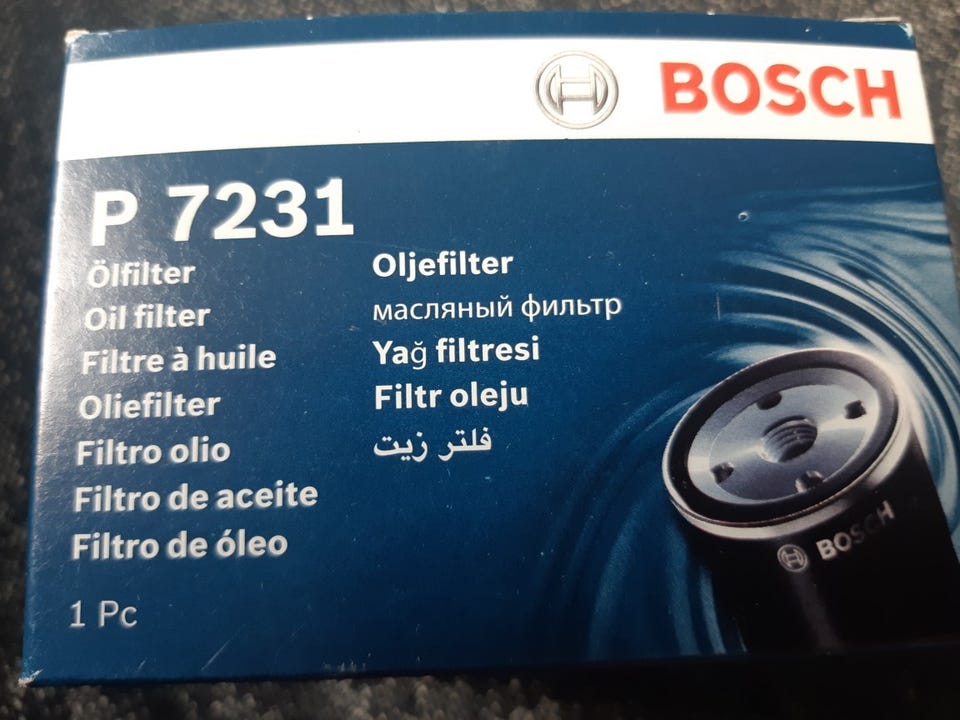 BOSCH
P 7231
Ölfilter
Oil filter
Filtre à huile
Oliefilter
Filtro olio
Filtro de aceite
Filtro de óleo
Oljefilter
масляный фильтр
Yağ filtresi
Filtr oleju
فلتر زيت
1 Pc
BOSCH